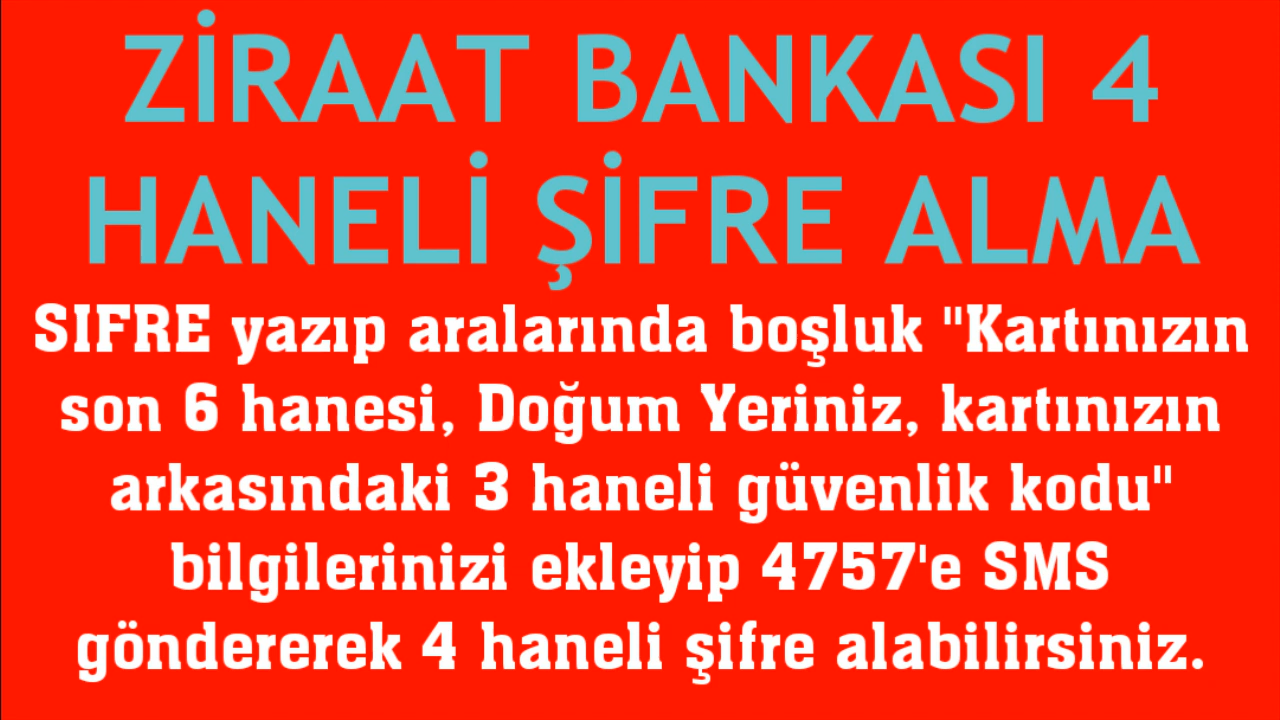 ZİRAAT BANKASI 4
HANELİ ŞİFRE ALMA
SIFRE yazıp aralarında boşluk "Kartınızın
son 6 hanesi, Doğum Yeriniz, kartınızın
arkasındaki 3 haneli güvenlik kodu"
bilgilerinizi ekleyip 4757'e SMS
göndererek 4 haneli şifre alabilirsiniz.